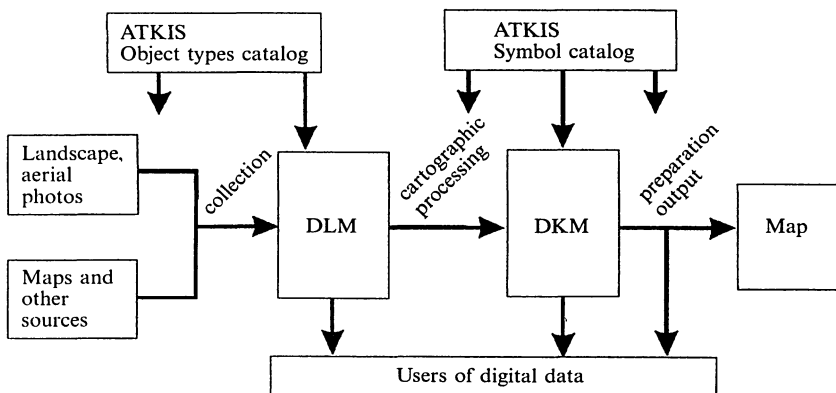 ATKIS
Object types catalog
ATKIS
Symbol catalog
Landscape,
aerial
photos
collection
DLM
cartographic
processing
DKM
preparation
output
Map
Maps and
other
sources
Users of digital data